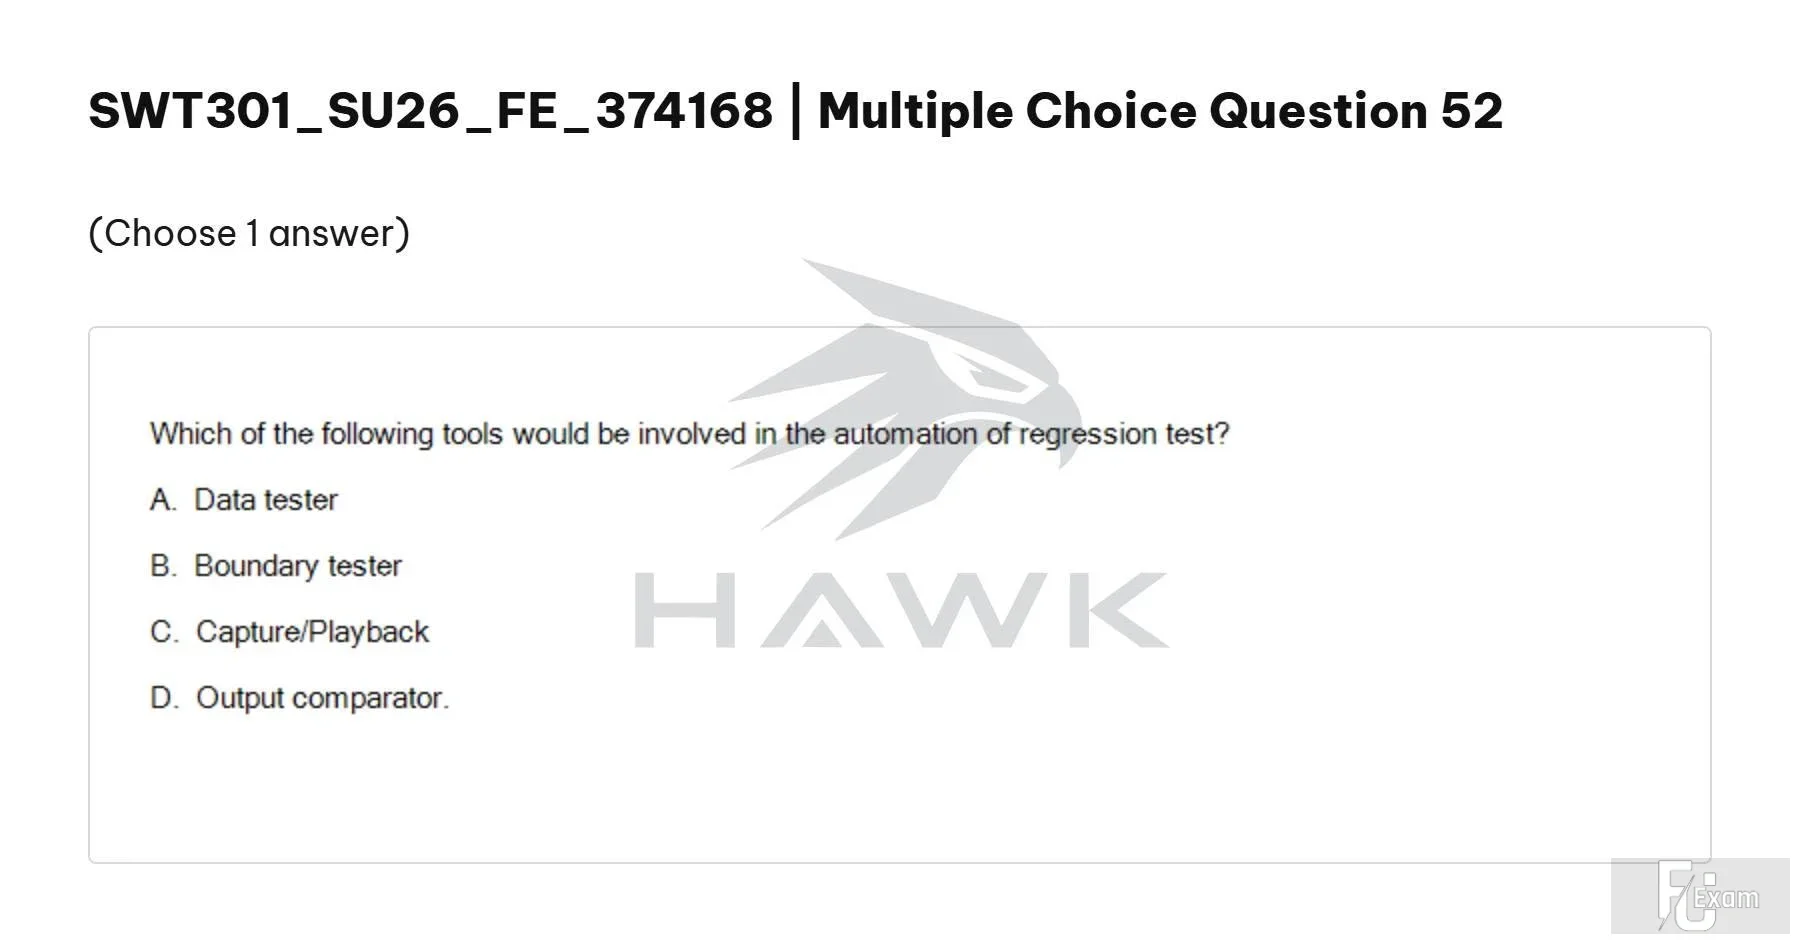 SWT301_SU26_FE_374168 | Multiple Choice Question 52
(Choose 1 answer)
Which of the following tools would be involved in the automation of regression test?
A. Data tester
B. Boundary tester
C. Capture/Playback
D. Output comparator.
HAWK
FU Exam